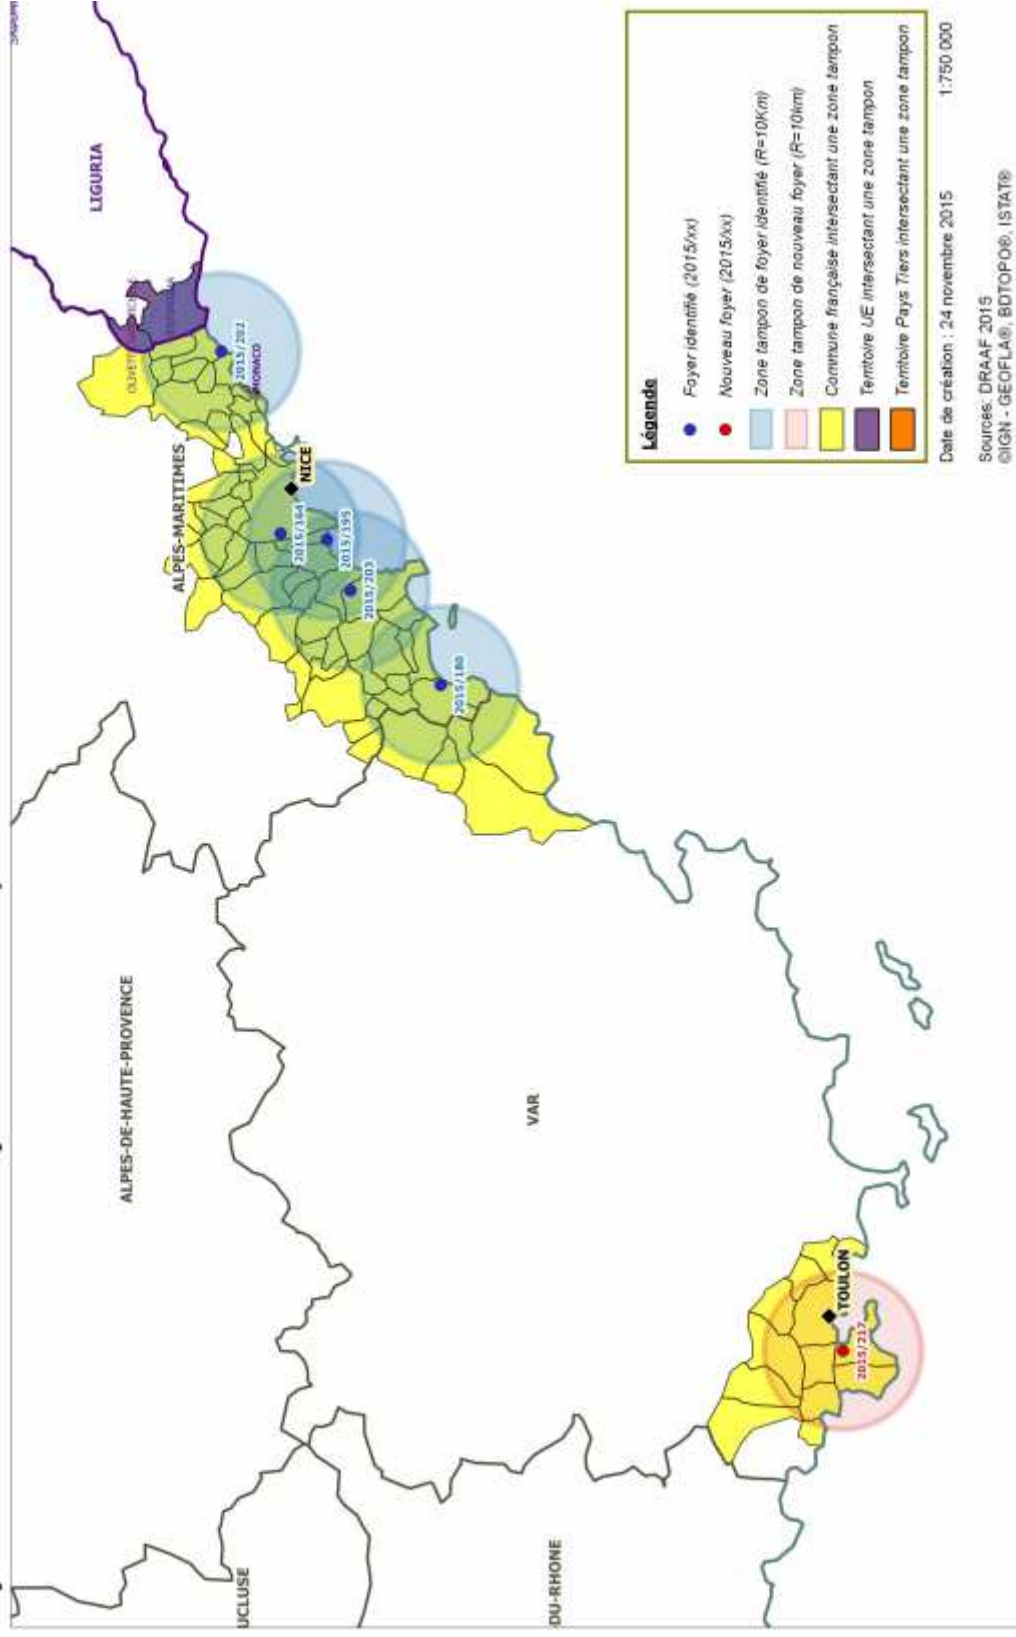 LIGURIA
ALPES-MARITIMES
2015/202
MONACO
NICE
2015/164
2015/195
2015/203
2015/180
ALPES-DE-HAUTE-PROVENCE
VAR
UCLUSE
DU-RHONE
TOULON
2015/217
Légende
Foyer identifié (2015/xx)
Nouveau foyer (2015/xx)
Zone tampon de foyer identifié (R=10Km)
Zone tampon de nouveau foyer (R=10km)
Commune française intersectant une zone tampon
Territoire UE intersectant une zone tampon
Territoire Pays Tiers intersectant une zone tampon
Date de création : 24 novembre 2015 1:750 000
Sources: DRAAF 2015
©IGN - GEOFLA®, BDTOPO®, ISTAT®